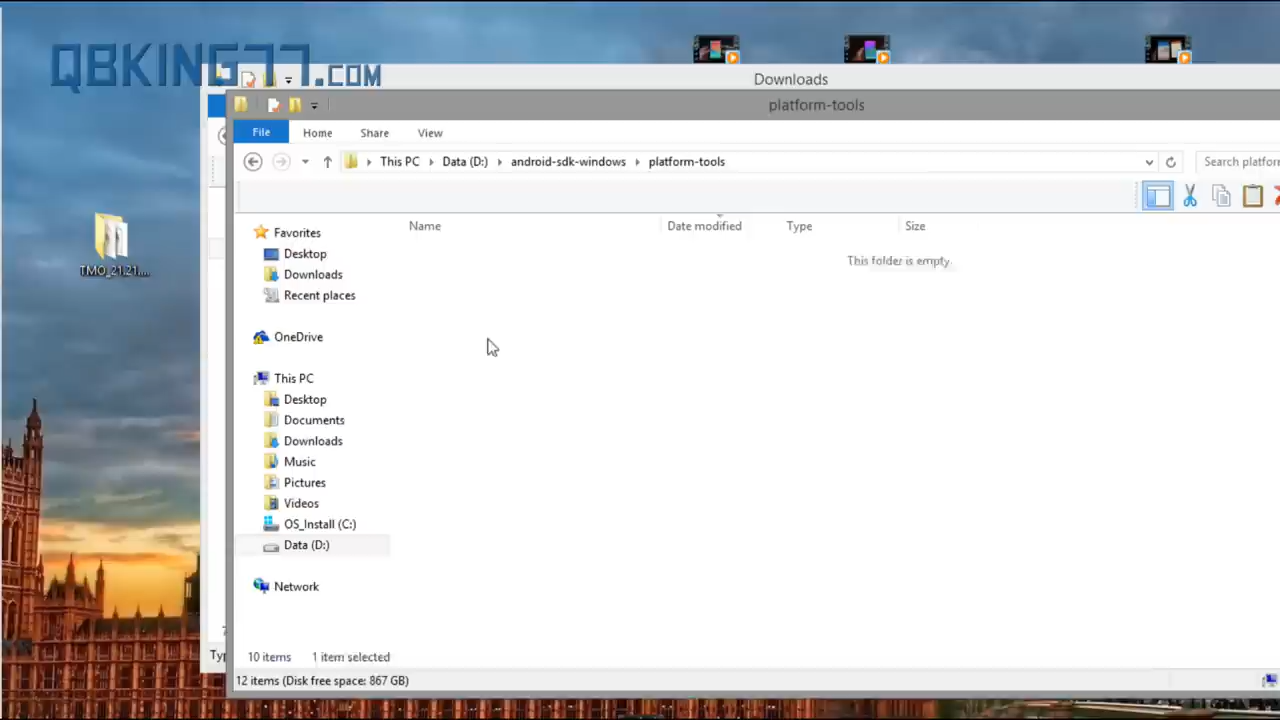 QBKING77.COM
Downloads
platform-tools
File Home Share View
This PC Data (D:) android-sdk-windows platform-tools
Search platform
Name Date modified Type Size
This folder is empty.
Favorites
Desktop
Downloads
Recent places
OneDrive
This PC
Desktop
Documents
Downloads
Music
Pictures
Videos
OS_Install (C:)
Data (D:)
Network
10 items 1 item selected
12 items (Disk free space: 867 GB)
TMO_21.21....
Ty